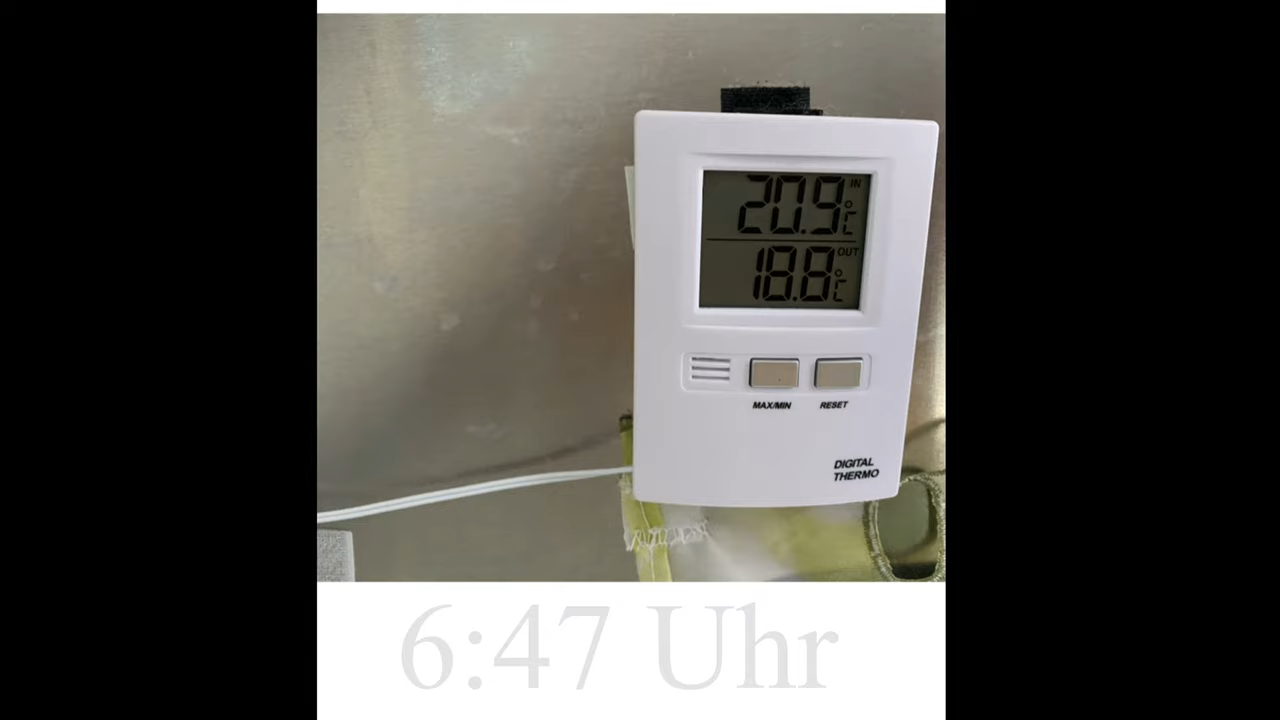 20.9 °C IN
18.8 °C OUT
MAX/MIN RESET
DIGITAL
THERMO
6:47 Uhr